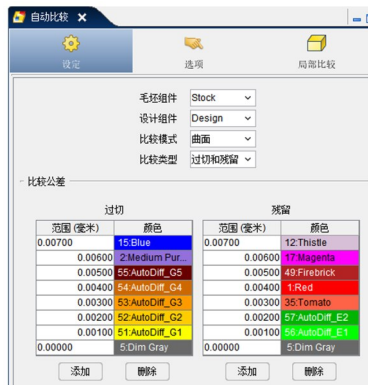 自动比较
设定 选项 局部比较
毛坯组件 Stock
设计组件 Design
比较模式 曲面
比较类型 过切和残留
比较公差
过切 残留
范围(毫米) 颜色 范围(毫米) 颜色
0.00700 15:Blue 0.00700 12:Thistle
0.00600 2:Medium Pur... 0.00600 17:Magenta
0.00500 55:AutoDiff_G5 0.00500 49:Firebrick
0.00400 54:AutoDiff_G4 0.00400 1:Red
0.00300 53:AutoDiff_G3 0.00300 35:Tomato
0.00200 52:AutoDiff_G2 0.00200 57:AutoDiff_E2
0.00100 51:AutoDiff_G1 0.00100 56:AutoDiff_E1
0.00000 5:Dim Gray 0.00000 5:Dim Gray
添加 删除 添加 删除